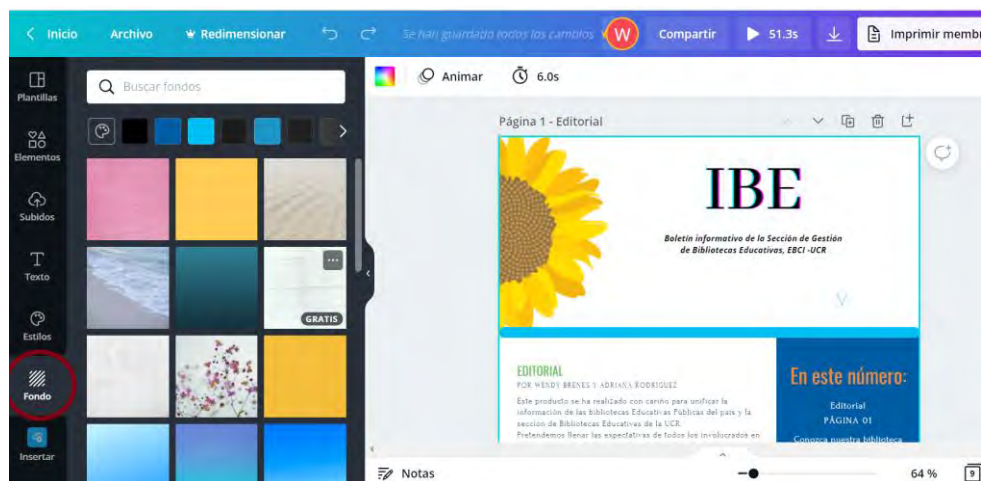 Inicio Archivo Redimensionar Se han guardado todos los cambios W Compartir 51.3s Imprimir membr
Plantillas
Elementos
Subidos
Texto
Estilos
Fondo
Insertar
Buscar fondos
GRATIS
Animar 6.0s
Página 1 - Editorial
IBE
Boletín informativo de la Sección de Gestión
de Bibliotecas Educativas, EBCI -UCR
EDITORIAL
POR WENDY BRENES Y ADRIANA RODRIGUEZ
Este producto se ha realizado con cariño para unificar la
información de las bibliotecas Educativas Públicas del país y la
sección de Bibliotecas Educativas de la UCR.
Pretendemos llenar las expectativas de todos los involucrados en
En este número:
Editorial
PÁGINA 01
Conozca nuestra biblioteca
Notas 64 % 9